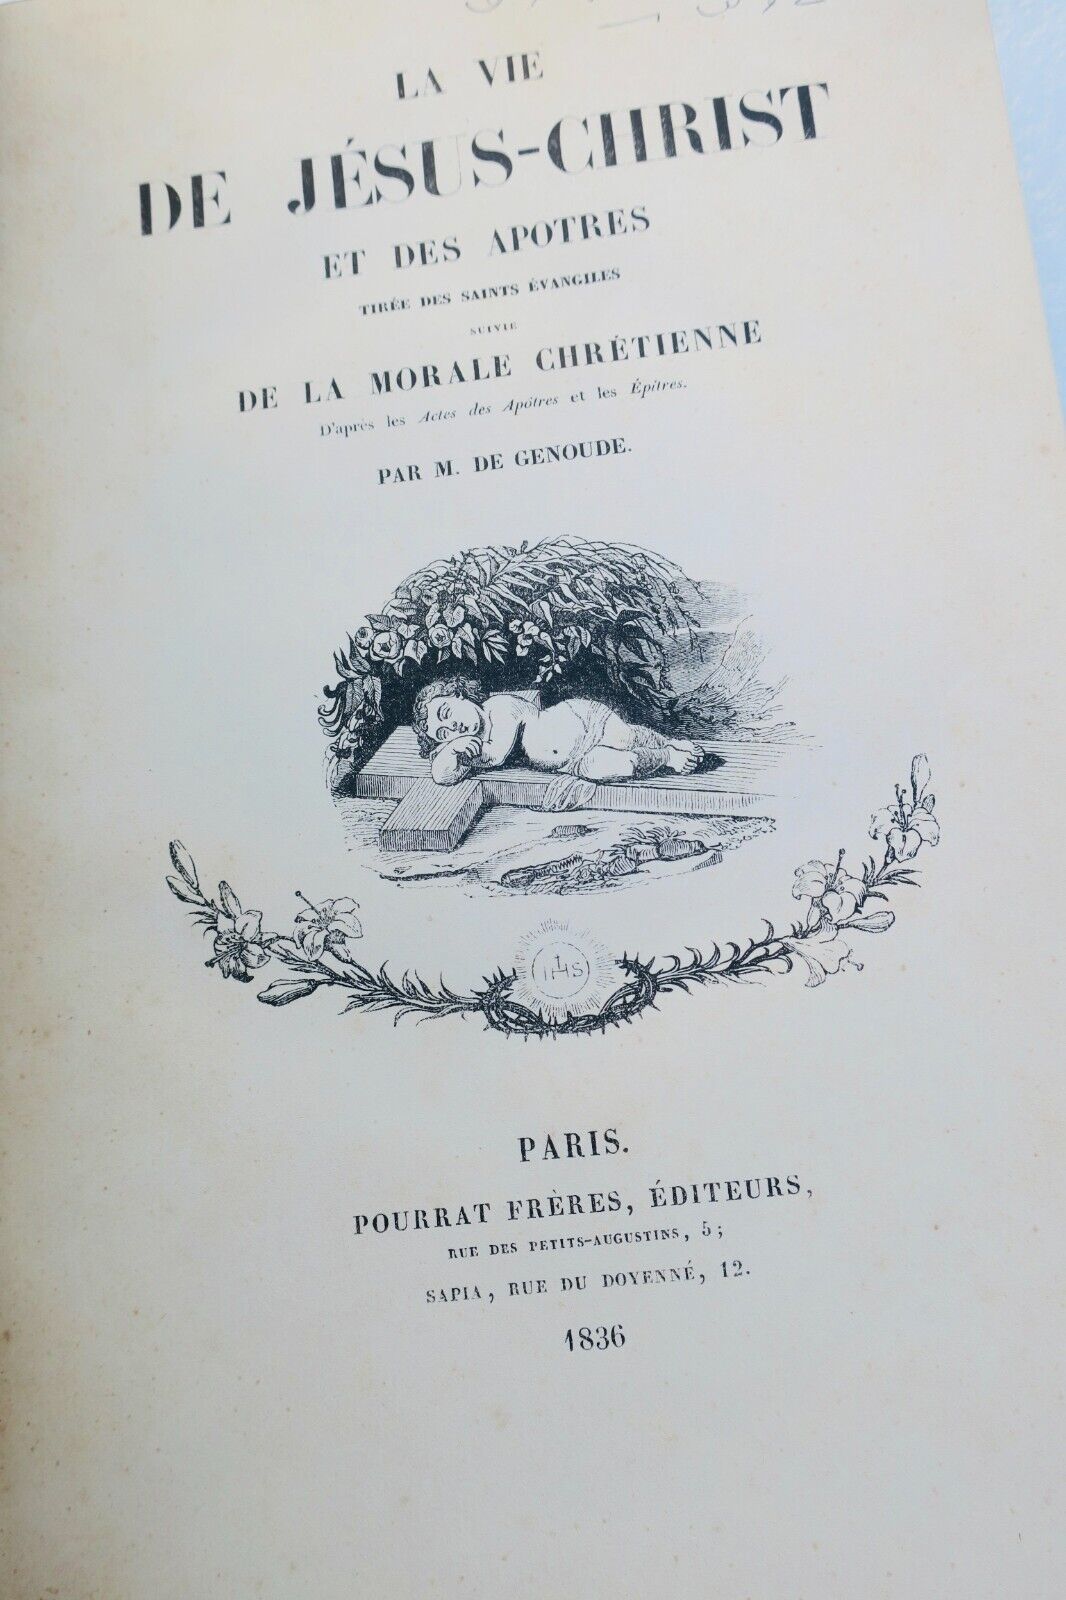 LA VIE
DE JÉSUS-CHRIST
ET DES APOTRES
TIRÉE DES SAINTS ÉVANGILES
SUIVIE
DE LA MORALE CHRÉTIENNE
D'après les Actes des Apôtres et les Épîtres.
PAR M. DE GENOUDE.
IHS
PARIS.
POURRAT FRÈRES, ÉDITEURS,
RUE DES PETITS-AUGUSTINS, 5;
SAPIA, RUE DU DOYENNÉ, 12.
1836